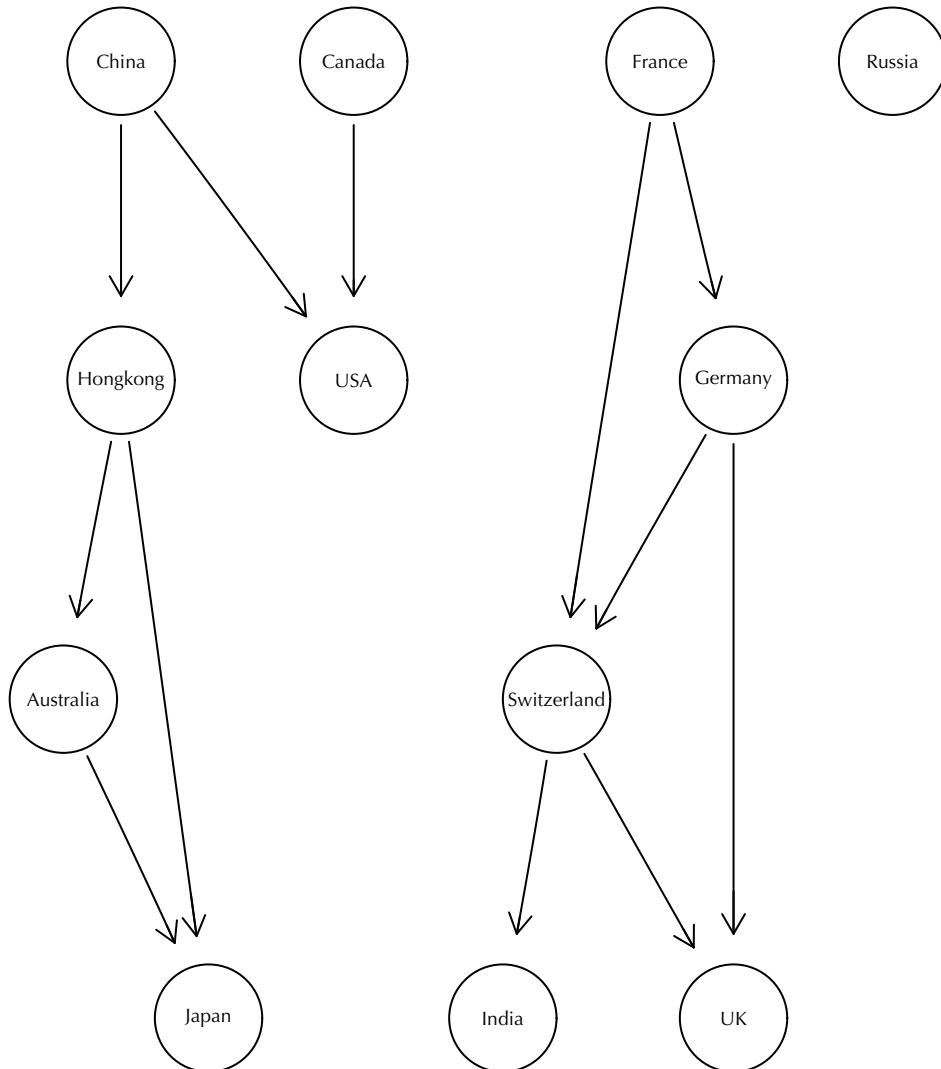 China
Canada
France
Russia
Hongkong
USA
Germany
Australia
Switzerland
Japan
India
UK